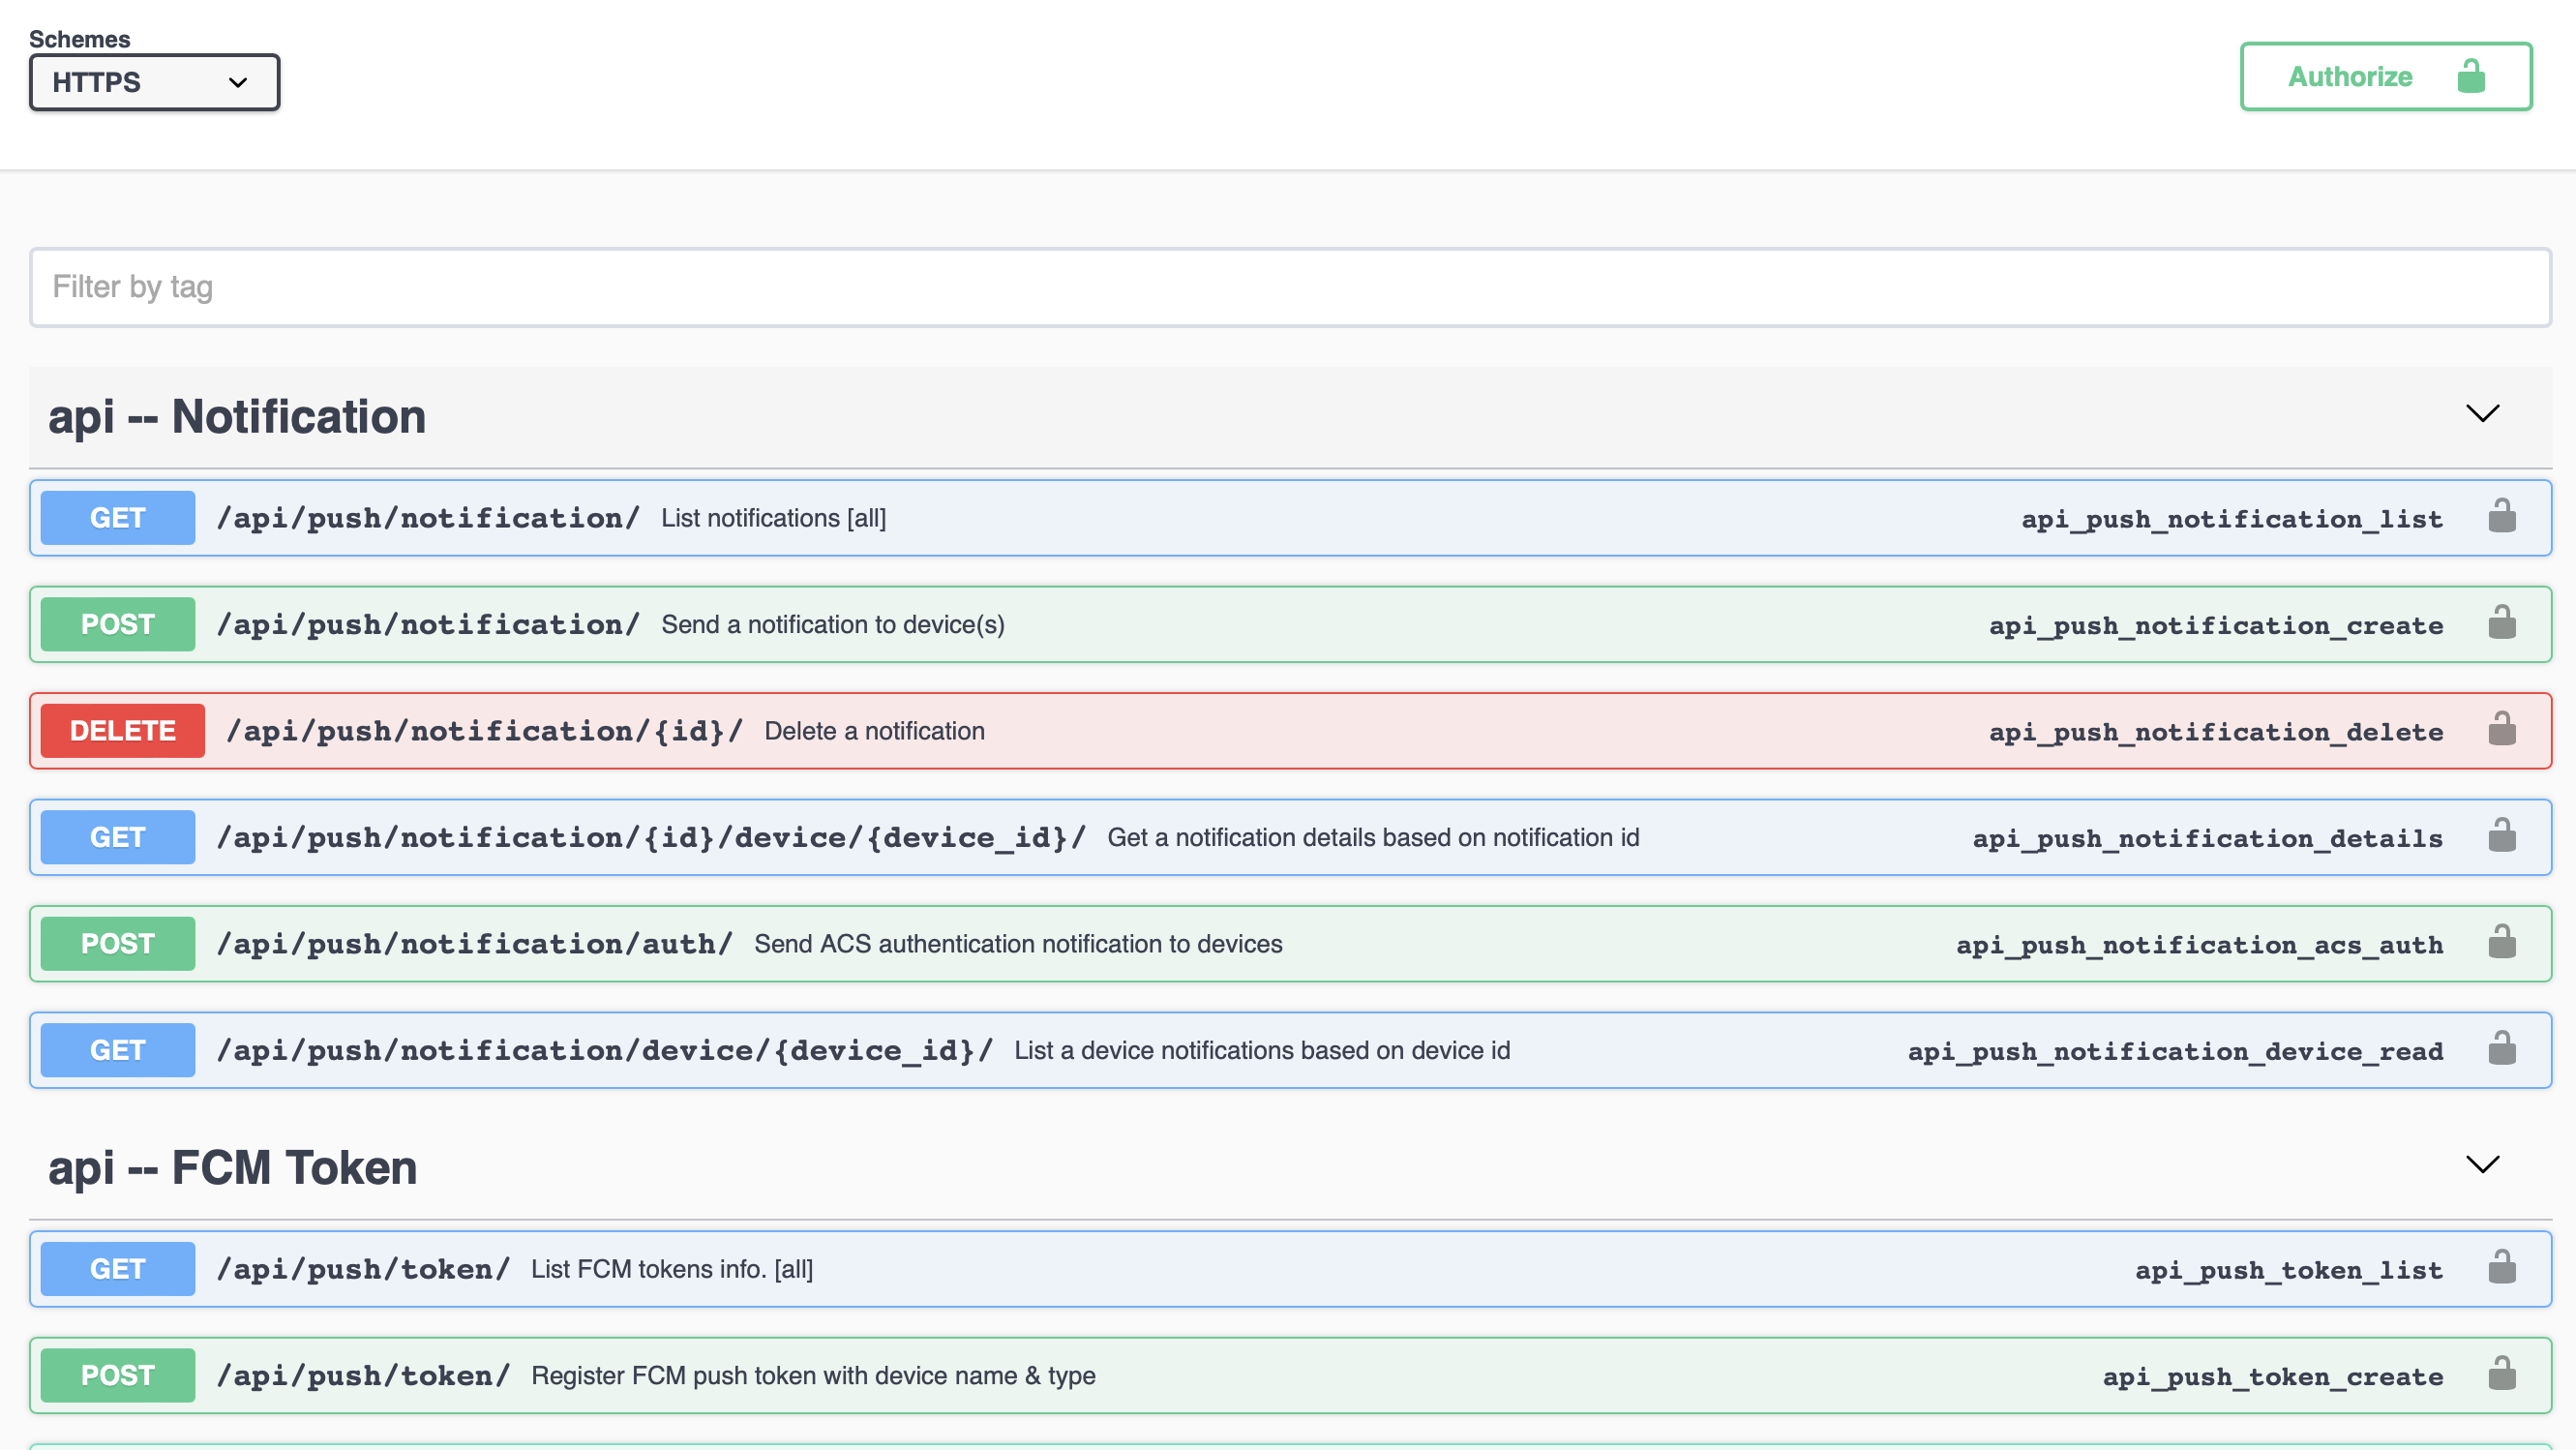 Schemes
HTTPS
Authorize
Filter by tag
api -- Notification
GET /api/push/notification/ List notifications [all] api_push_notification_list
POST /api/push/notification/ Send a notification to device(s) api_push_notification_create
DELETE /api/push/notification/{id}/ Delete a notification api_push_notification_delete
GET /api/push/notification/{id}/device/{device_id}/ Get a notification details based on notification id api_push_notification_details
POST /api/push/notification/auth/ Send ACS authentication notification to devices api_push_notification_acs_auth
GET /api/push/notification/device/{device_id}/ List a device notifications based on device id api_push_notification_device_read
api -- FCM Token
GET /api/push/token/ List FCM tokens info. [all] api_push_token_list
POST /api/push/token/ Register FCM push token with device name & type api_push_token_create